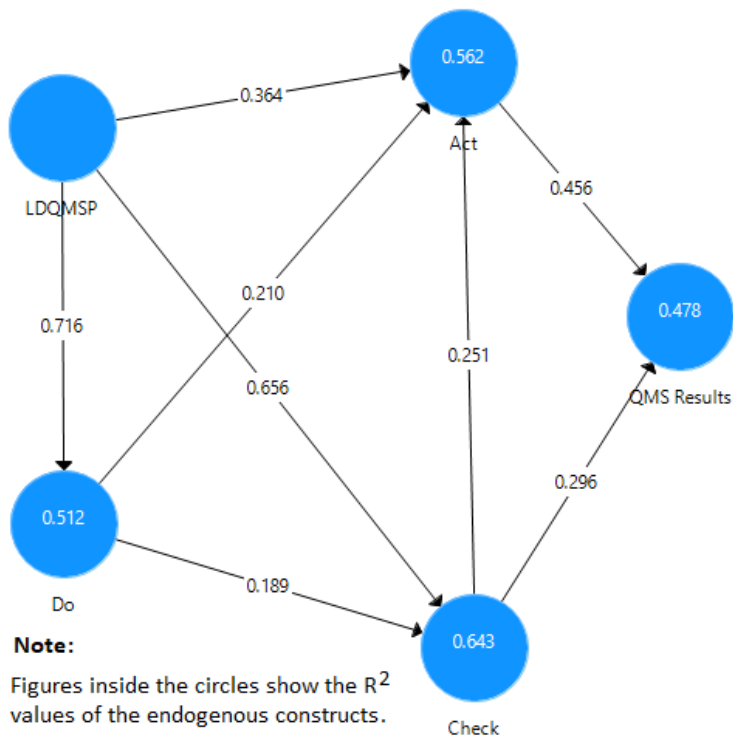 0.562
Act
0.364
LDQMSP
0.456
0.210
0.716
0.478
QMS Results
0.251
0.656
0.296
0.512
Do
0.189
0.643
Check
Note:
Figures inside the circles show the R²
values of the endogenous constructs.